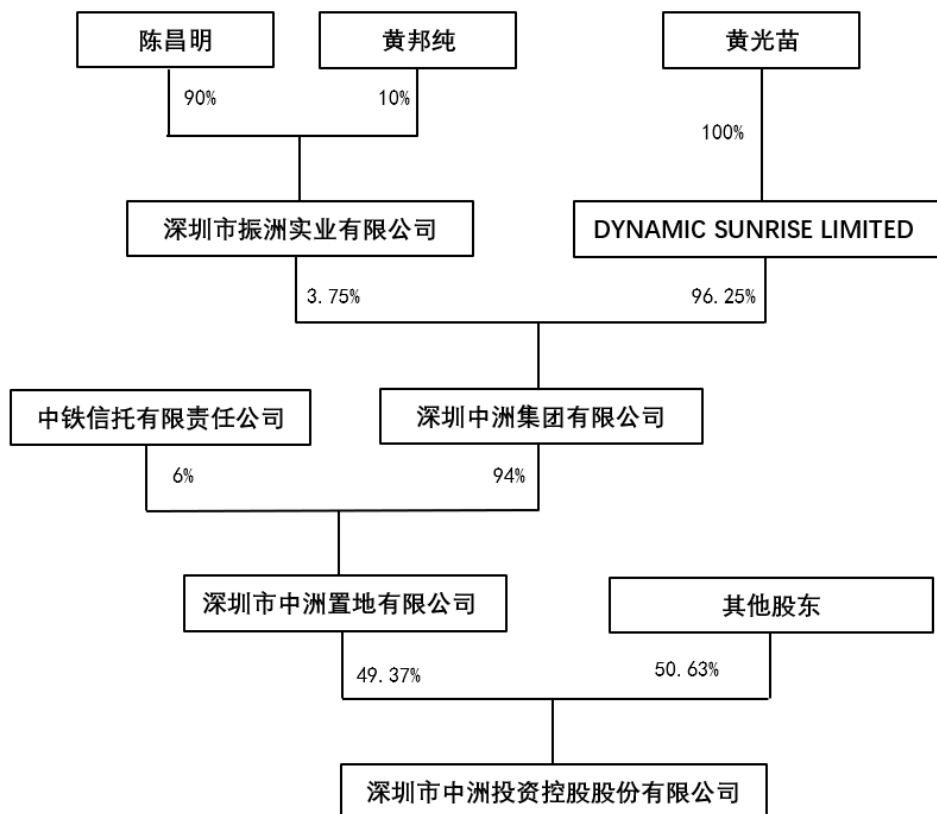 陈昌明
黄邦纯
黄光苗
90%
10%
100%
深圳市振洲实业有限公司
DYNAMIC SUNRISE LIMITED
3.75%
96.25%
中铁信托有限责任公司
深圳中洲集团有限公司
6%
94%
深圳市中洲置地有限公司
其他股东
49.37%
50.63%
深圳市中洲投资控股股份有限公司